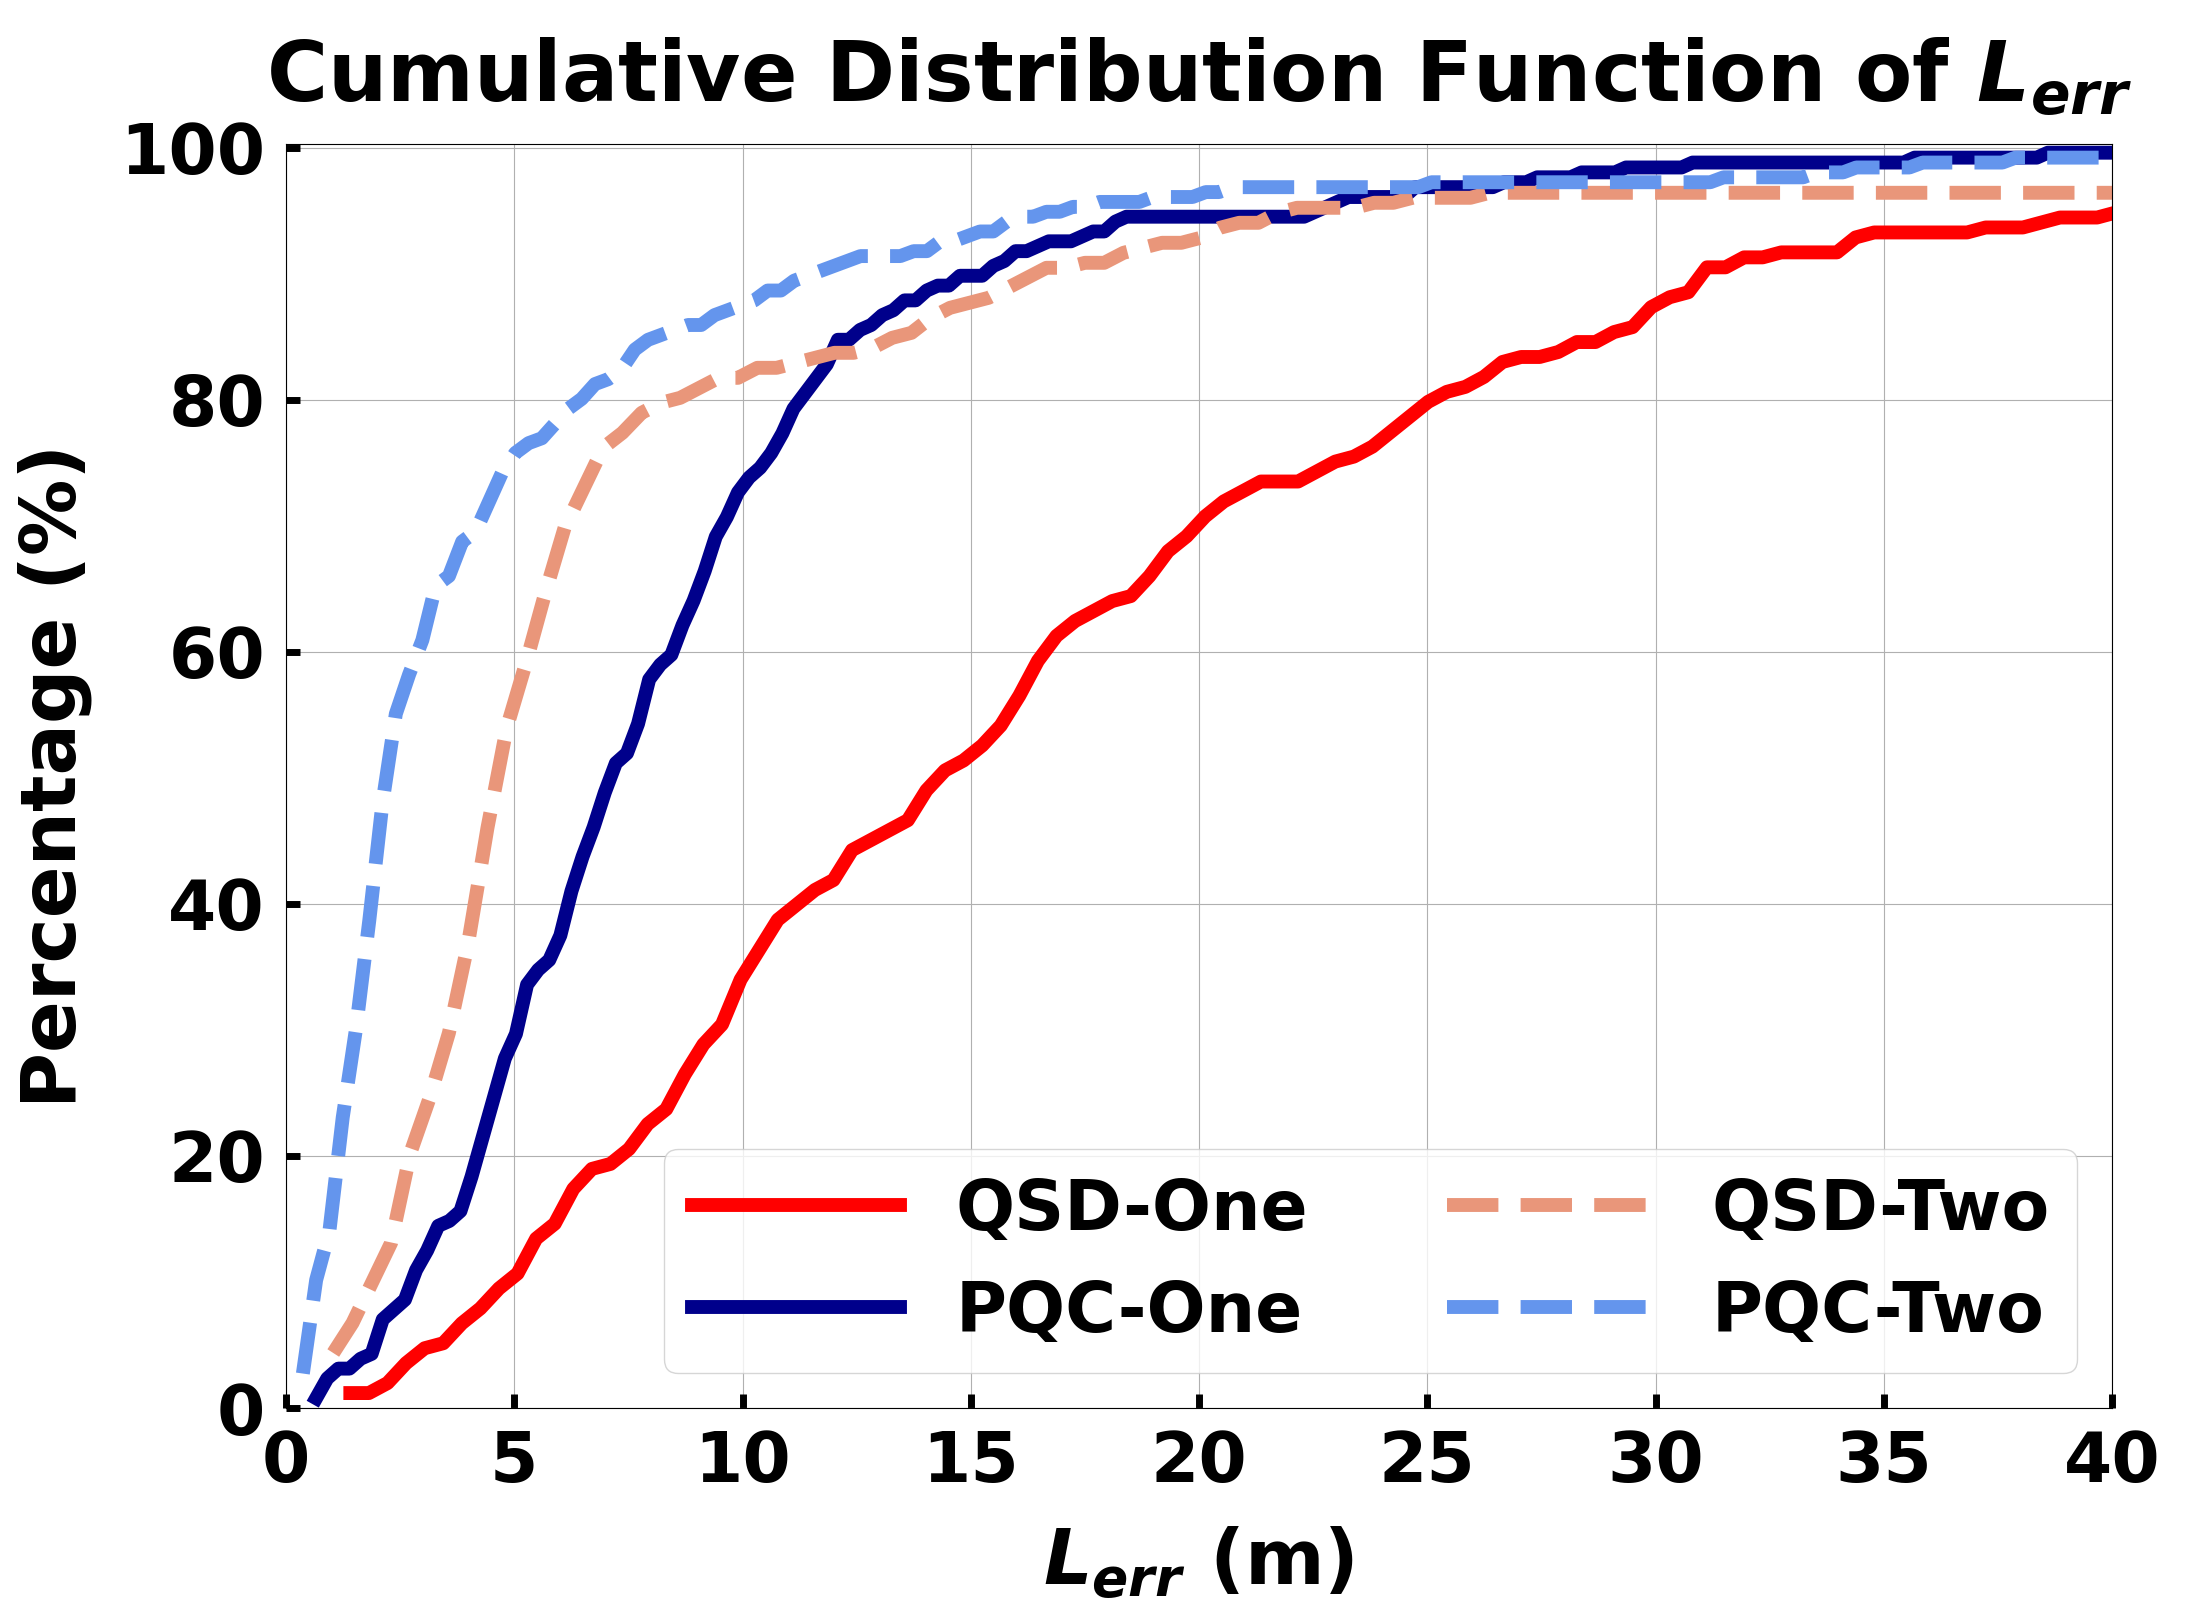 Cumulative Distribution Function of L_err
Percentage (%)
100
80
60
40
20
0
0 5 10 15 20 25 30 35 40
L_err (m)
QSD-One QSD-Two
PQC-One PQC-Two